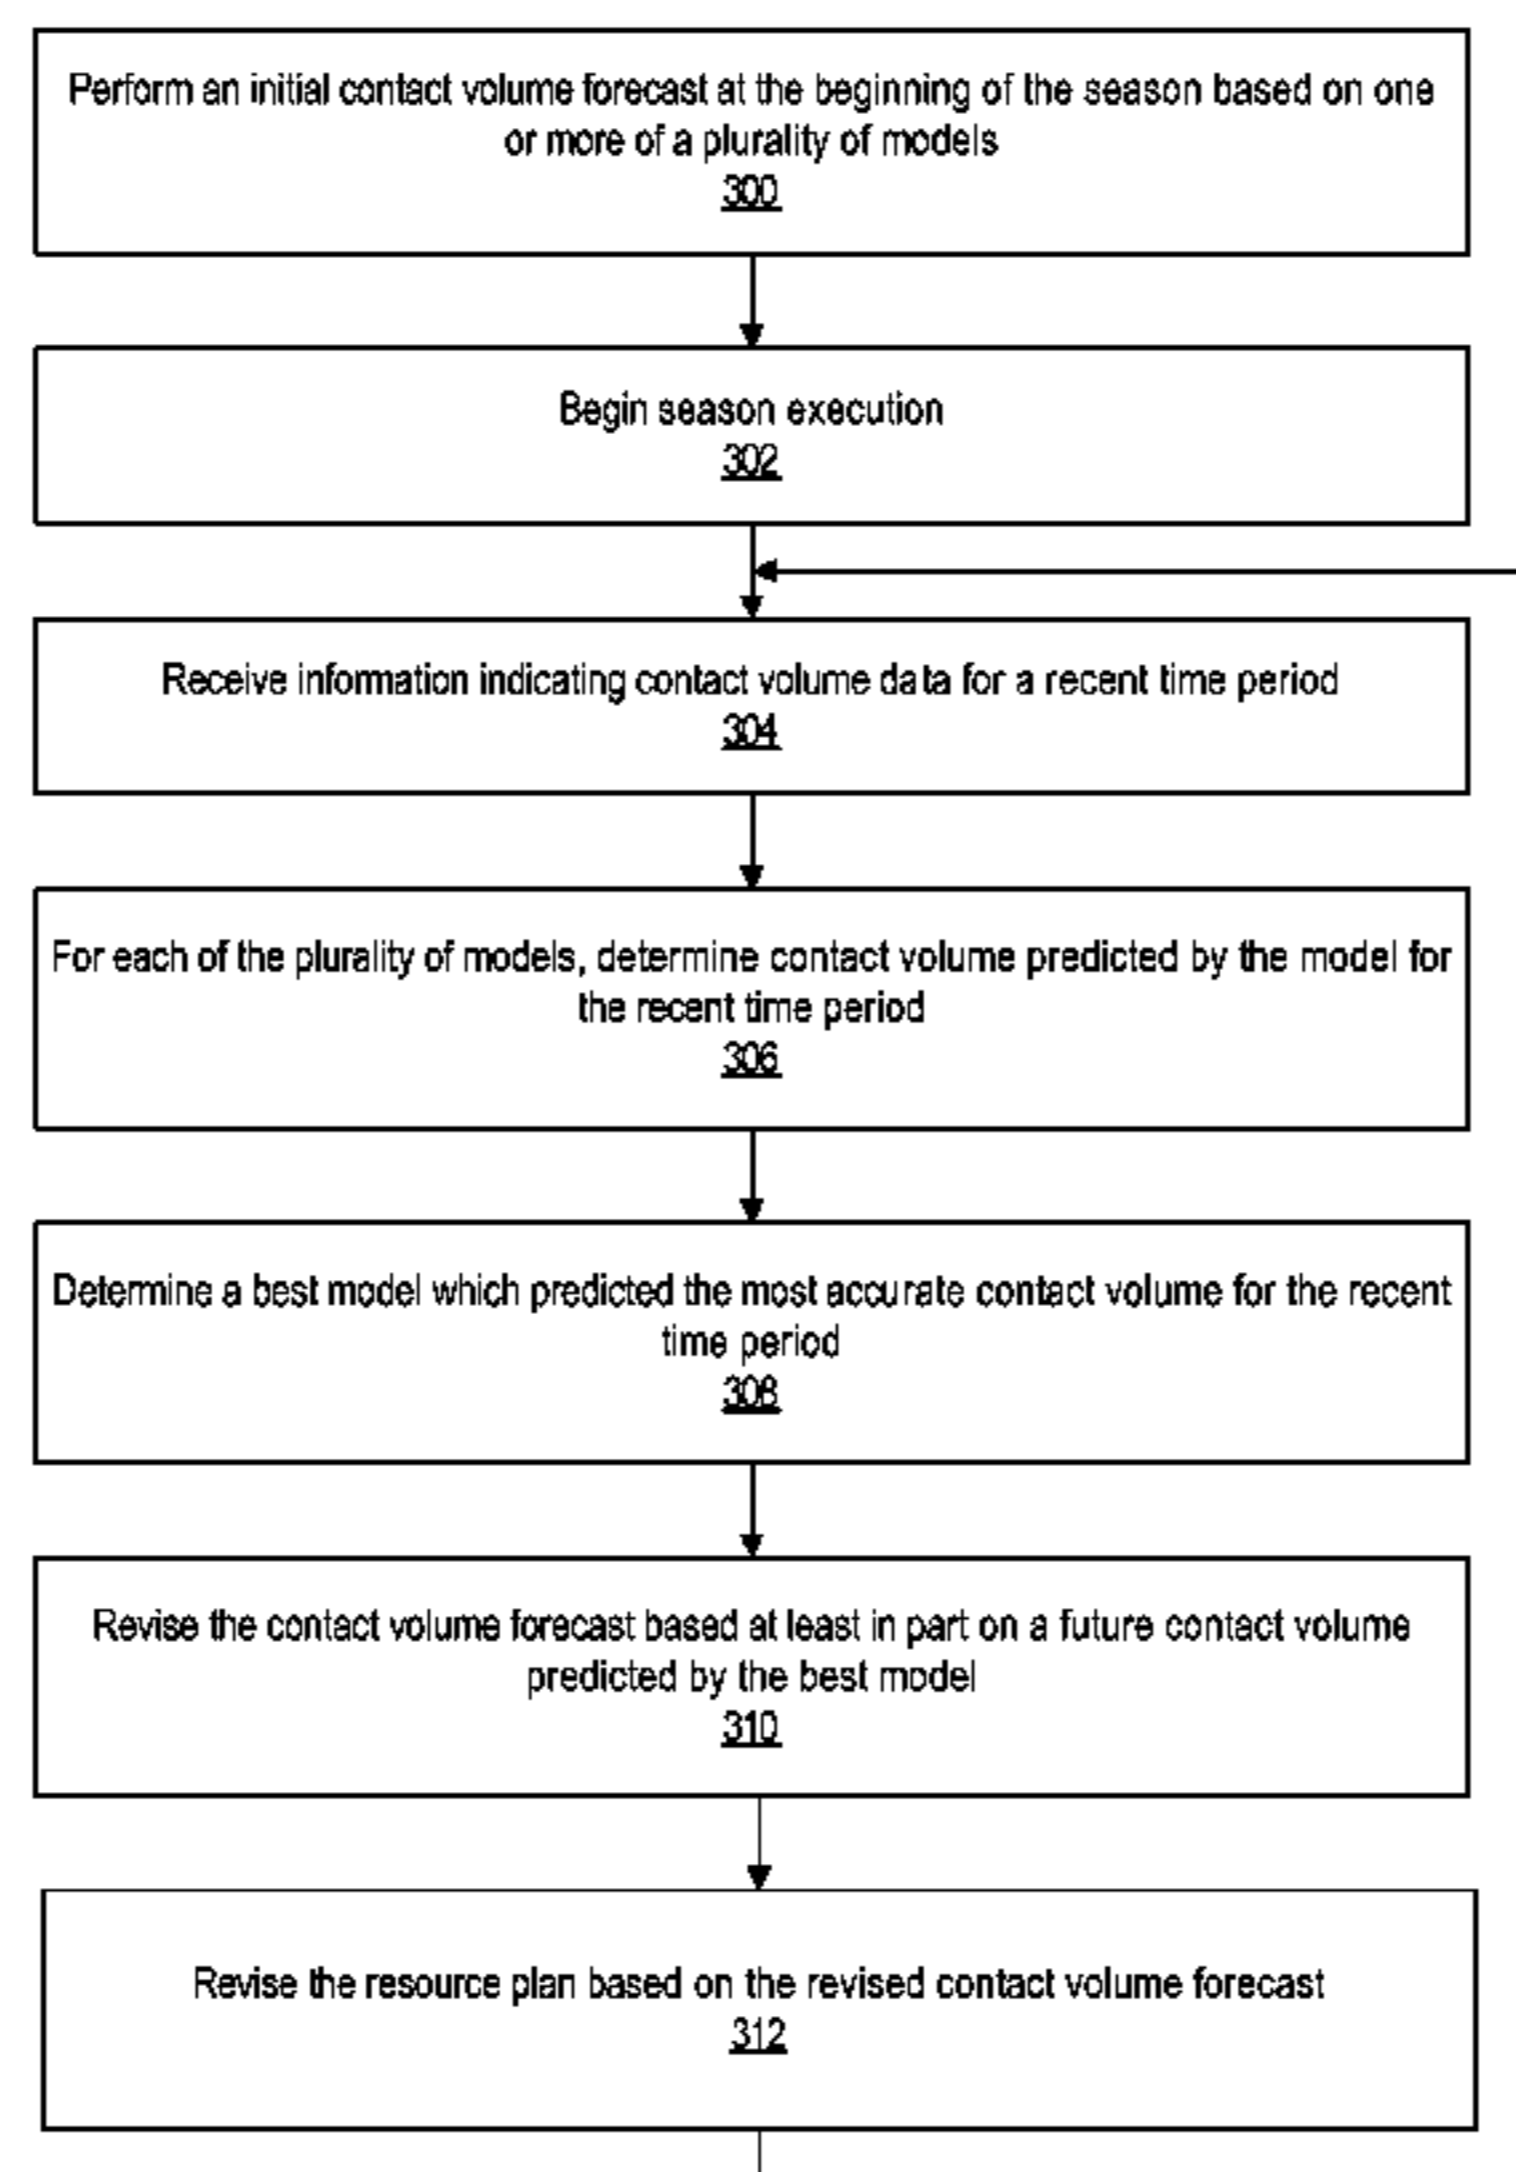 Perform an initial contact volume forecast at the beginning of the season based on one
or more of a plurality of models
300
Begin season execution
302
Receive information indicating contact volume data for a recent time period
304
For each of the plurality of models, determine contact volume predicted by the model for
the recent time period
306
Determine a best model which predicted the most accurate contact volume for the recent
time period
308
Revise the contact volume forecast based at least in part on a future contact volume
predicted by the best model
310
Revise the resource plan based on the revised contact volume forecast
312